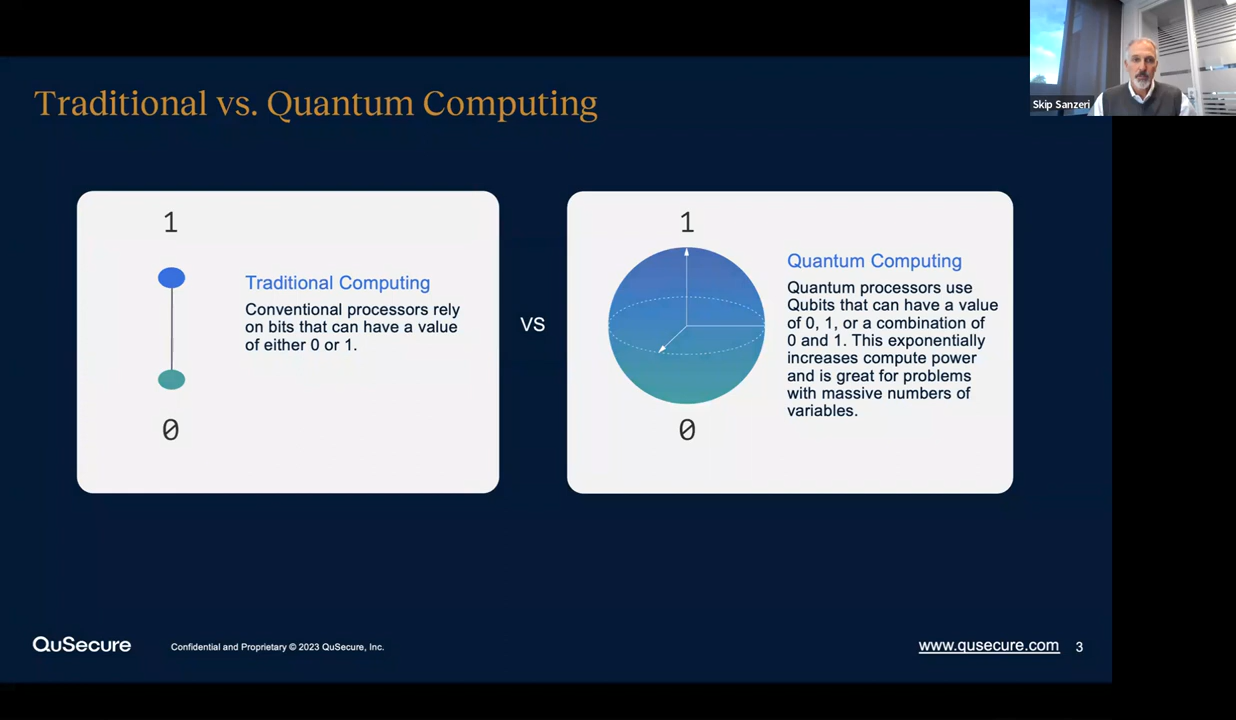 Skip Sanzeri
Traditional vs. Quantum Computing
1
0
Traditional Computing
Conventional processors rely
on bits that can have a value
of either 0 or 1.
VS
1
0
Quantum Computing
Quantum processors use
Qubits that can have a value
of 0, 1, or a combination of
0 and 1. This exponentially
increases compute power
and is great for problems
with massive numbers of
variables.
QuSecure
Confidential and Proprietary © 2023 QuSecure, Inc.
www.qusecure.com
3